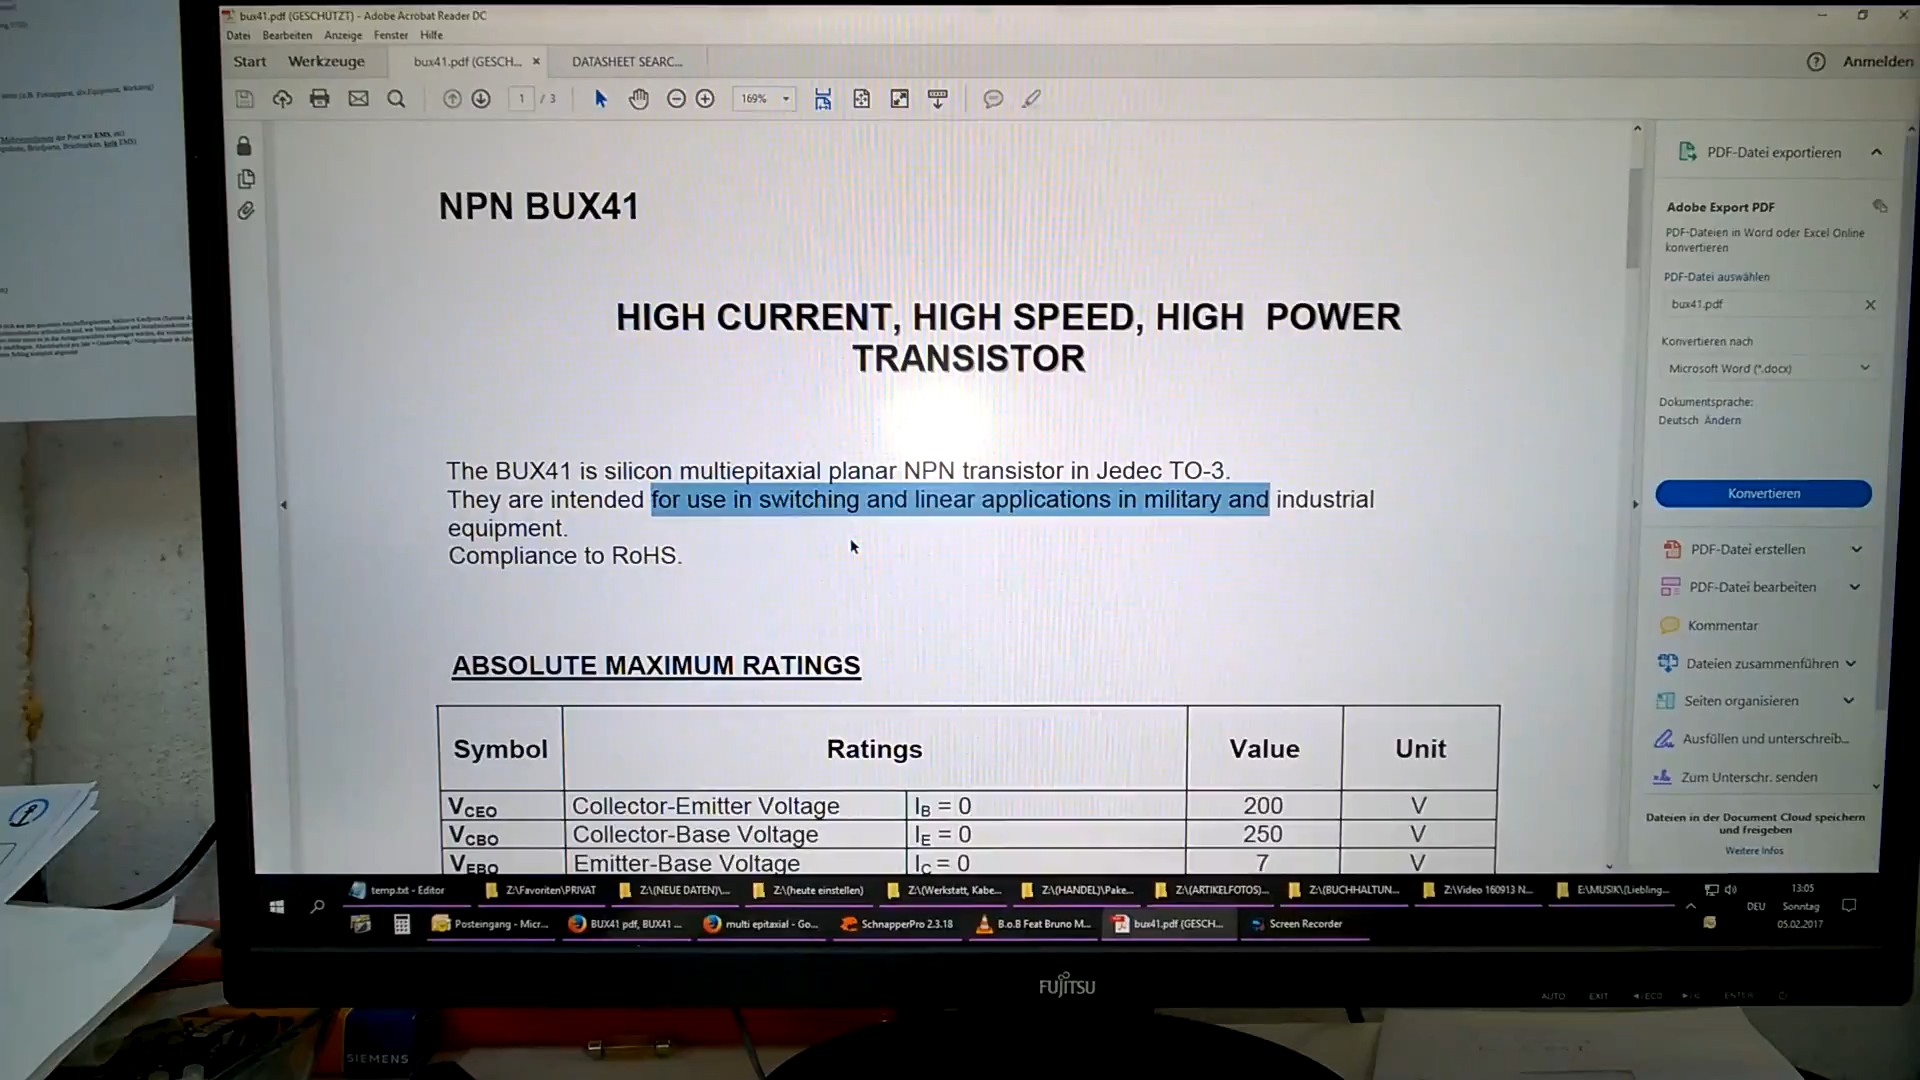 bux41.pdf (GESCHÜTZT) - Adobe Acrobat Reader DC
Datei Bearbeiten Anzeige Fenster Hilfe
Start Werkzeuge bux41.pdf (GESCH... × DATASHEET SEARC... Anmelden
1 / 3 169%
NPN BUX41
HIGH CURRENT, HIGH SPEED, HIGH POWER
TRANSISTOR
The BUX41 is silicon multiepitaxial planar NPN transistor in Jedec TO-3.
They are intended for use in switching and linear applications in military and industrial
equipment.
Compliance to RoHS.
ABSOLUTE MAXIMUM RATINGS
Symbol Ratings Value Unit
VCEO Collector-Emitter Voltage IB = 0 200 V
VCBO Collector-Base Voltage IE = 0 250 V
VEBO Emitter-Base Voltage IC = 0 7 V
PDF-Datei exportieren
Adobe Export PDF
PDF-Dateien in Word oder Excel Online
konvertieren
PDF-Datei auswählen
bux41.pdf
Konvertieren nach
Microsoft Word (*.docx)
Dokumentsprache:
Deutsch Ändern
Konvertieren
PDF-Datei erstellen
PDF-Datei bearbeiten
Kommentar
Dateien zusammenführen
Seiten organisieren
Ausfüllen und unterschreib...
Zum Unterschr. senden
Dateien in der Document Cloud speichern
und freigeben
Weitere Infos
temp.txt - Editor Z:\Favoriten\PRIVAT Z:\(NEUE DATEN)\... Z:\(heute einstellen) Z:\(Werkstatt, Kabe... Z:\(HANDEL)\Pake... Z:\(ARTIKELFOTOS)... Z:\(BUCHHALTUN... Z:\Video 160913 N... E:\MUSIK\(Liebling...
Posteingang - Micr... BUX41 pdf, BUX41 ... multi epitaxial - Go... SchnapperPro 2.3.18 B.o.B Feat Bruno M... bux41.pdf (GESCH... Screen Recorder
13:05
DEU Sonntag
05.02.2017
FUJITSU
AUTO EXIT ECO ENTER
SIEMENS